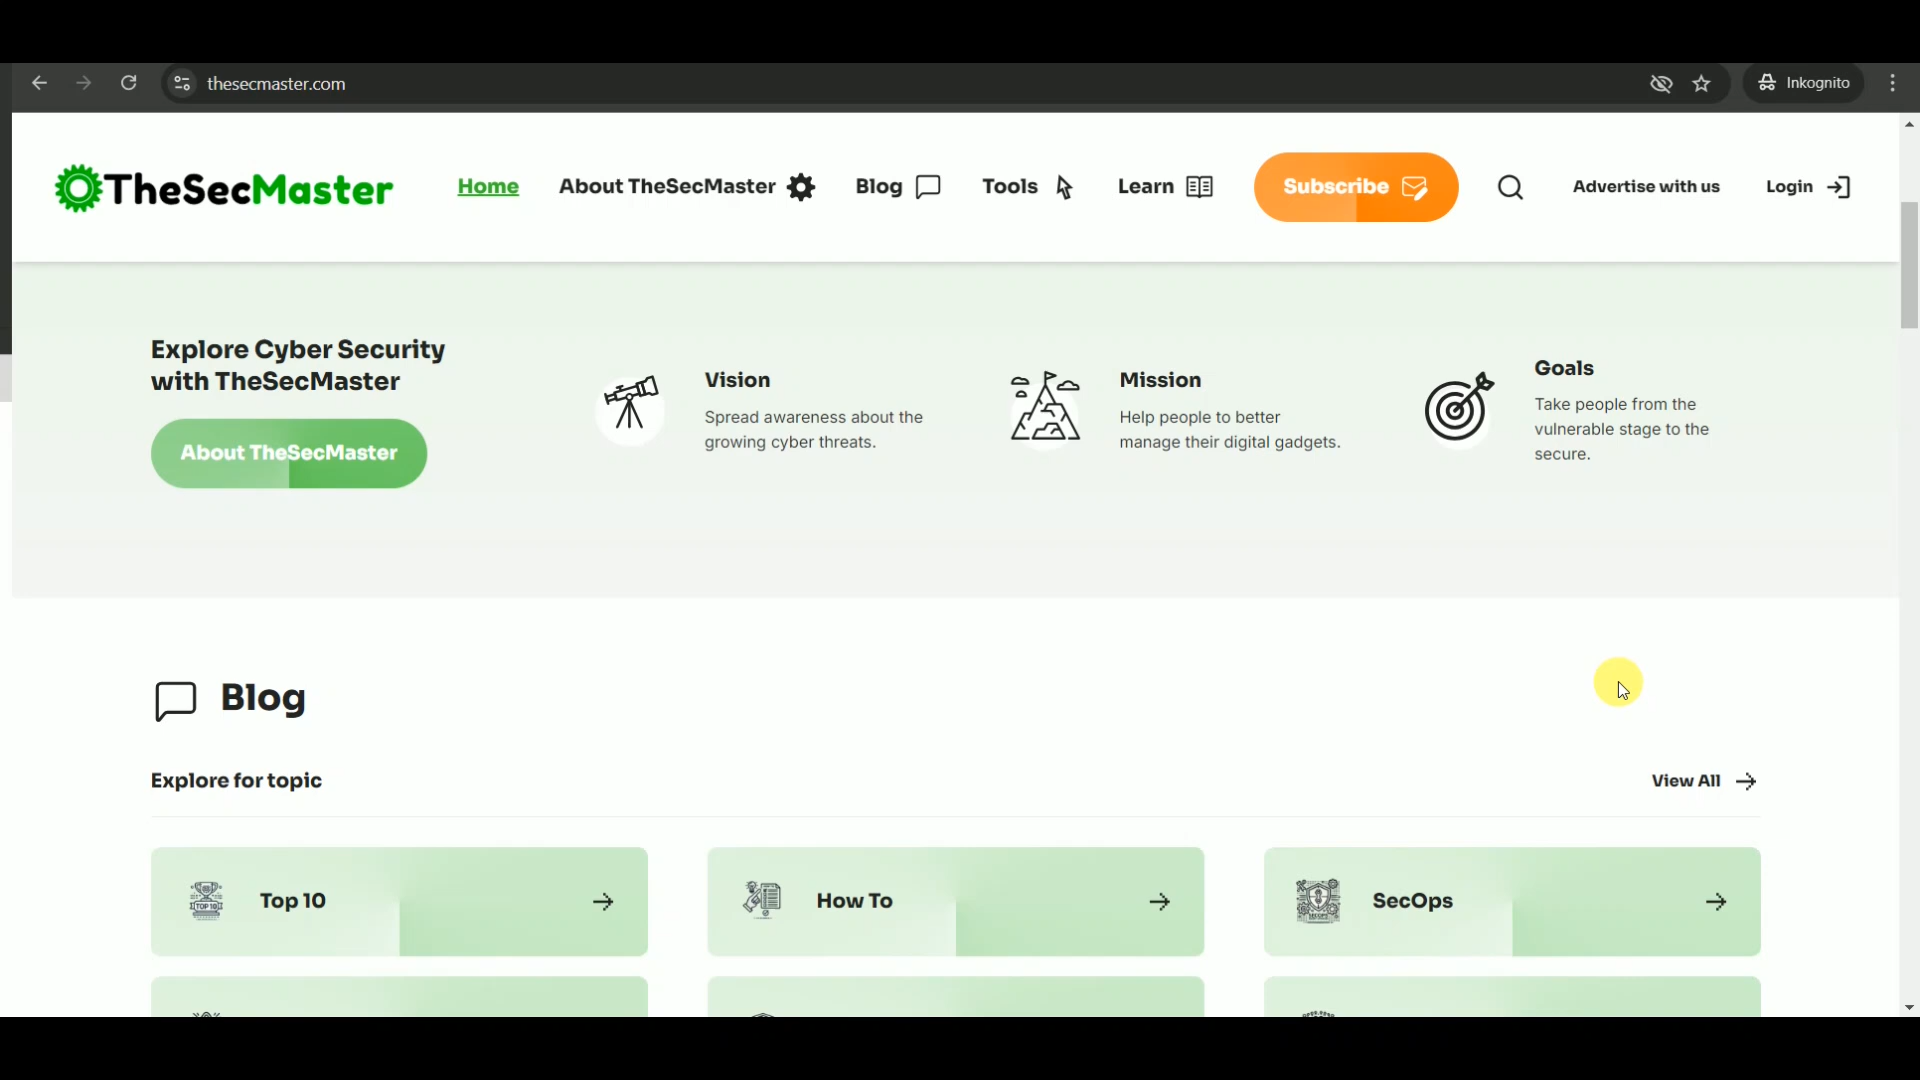 thesecmaster.com
Inkognito
TheSecMaster
Home
About TheSecMaster
Blog
Tools
Learn
Subscribe
Advertise with us
Login
Explore Cyber Security
with TheSecMaster
About TheSecMaster
Vision
Spread awareness about the
growing cyber threats.
Mission
Help people to better
manage their digital gadgets.
Goals
Take people from the
vulnerable stage to the
secure.
Blog
Explore for topic
View All
TOP 10
Top 10
How To
SecOps